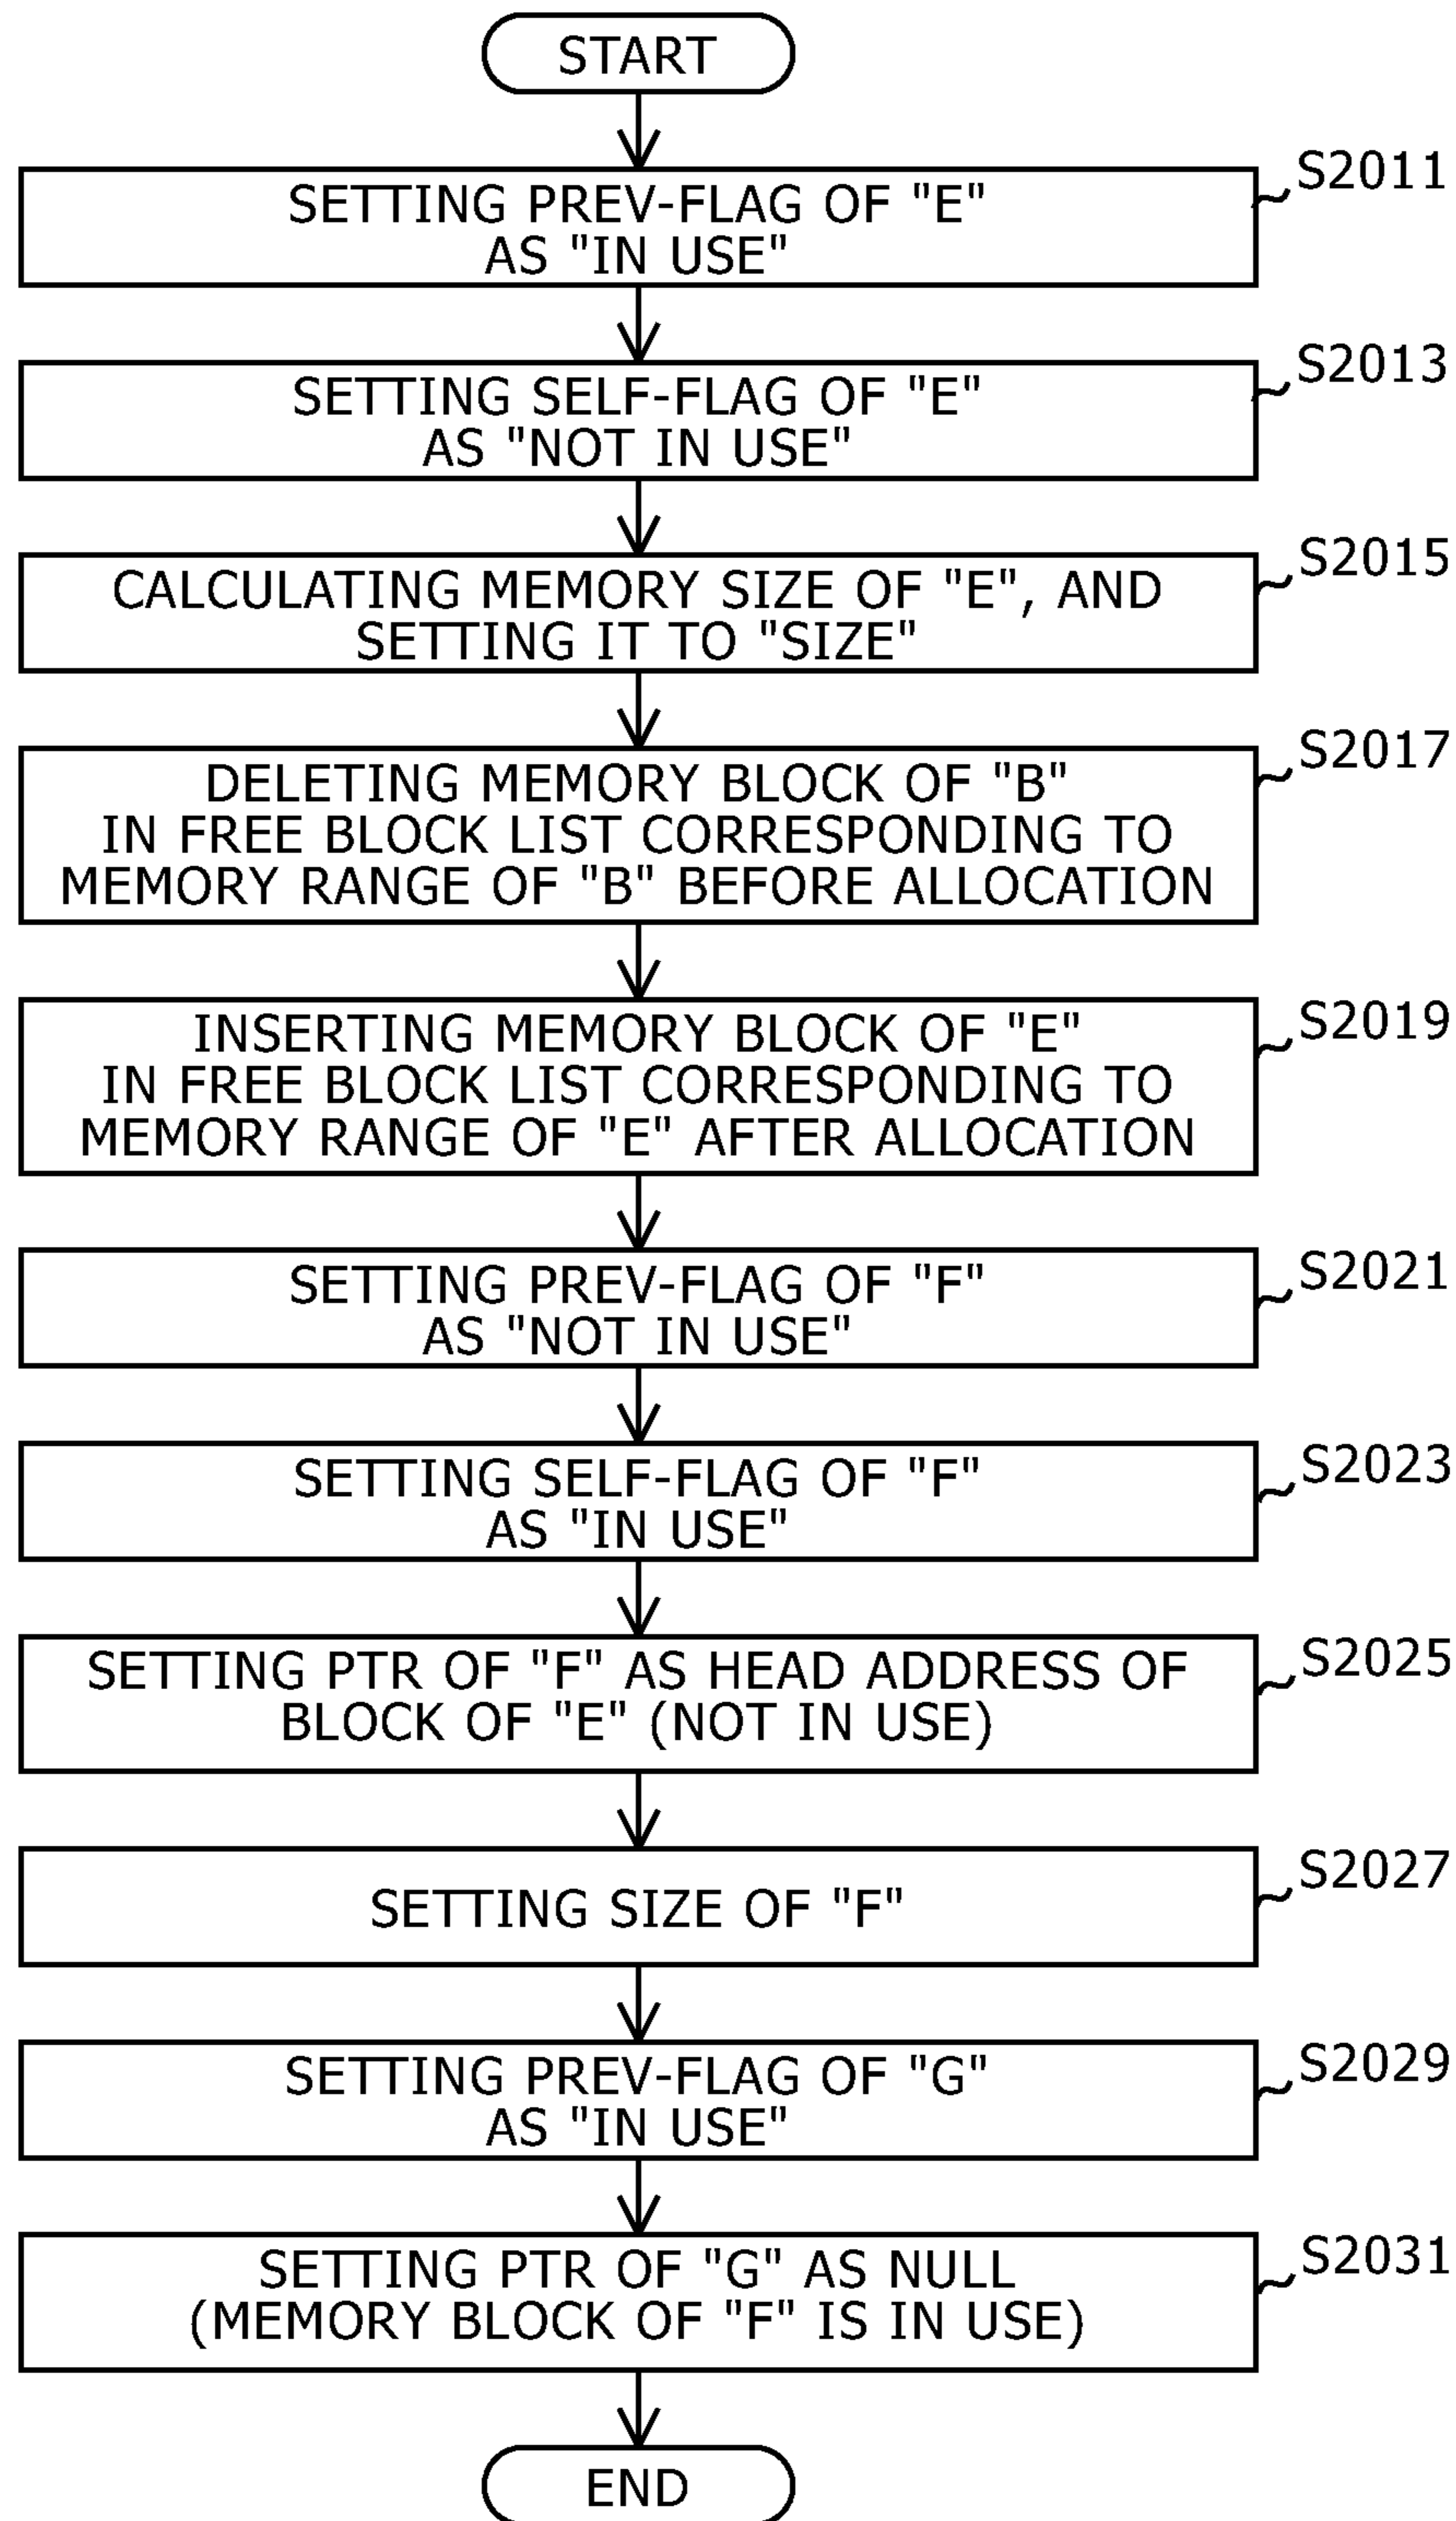 START
S2011
SETTING PREV-FLAG OF "E"
AS "IN USE"
S2013
SETTING SELF-FLAG OF "E"
AS "NOT IN USE"
S2015
CALCULATING MEMORY SIZE OF "E", AND
SETTING IT TO "SIZE"
S2017
DELETING MEMORY BLOCK OF "B"
IN FREE BLOCK LIST CORRESPONDING TO
MEMORY RANGE OF "B" BEFORE ALLOCATION
S2019
INSERTING MEMORY BLOCK OF "E"
IN FREE BLOCK LIST CORRESPONDING TO
MEMORY RANGE OF "E" AFTER ALLOCATION
S2021
SETTING PREV-FLAG OF "F"
AS "NOT IN USE"
S2023
SETTING SELF-FLAG OF "F"
AS "IN USE"
S2025
SETTING PTR OF "F" AS HEAD ADDRESS OF
BLOCK OF "E" (NOT IN USE)
S2027
SETTING SIZE OF "F"
S2029
SETTING PREV-FLAG OF "G"
AS "IN USE"
S2031
SETTING PTR OF "G" AS NULL
(MEMORY BLOCK OF "F" IS IN USE)
END